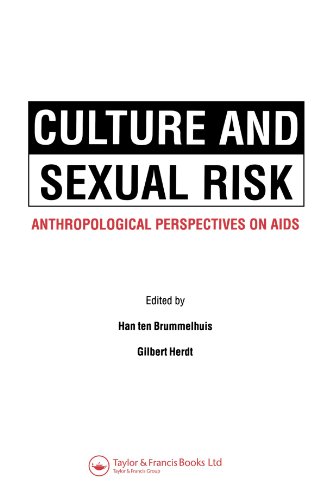 CULTURE AND
SEXUAL RISK
ANTHROPOLOGICAL PERSPECTIVES ON AIDS
Edited by
Han ten Brummelhuis
Gilbert Herdt
Taylor & Francis Books Ltd
Taylor & Francis Group